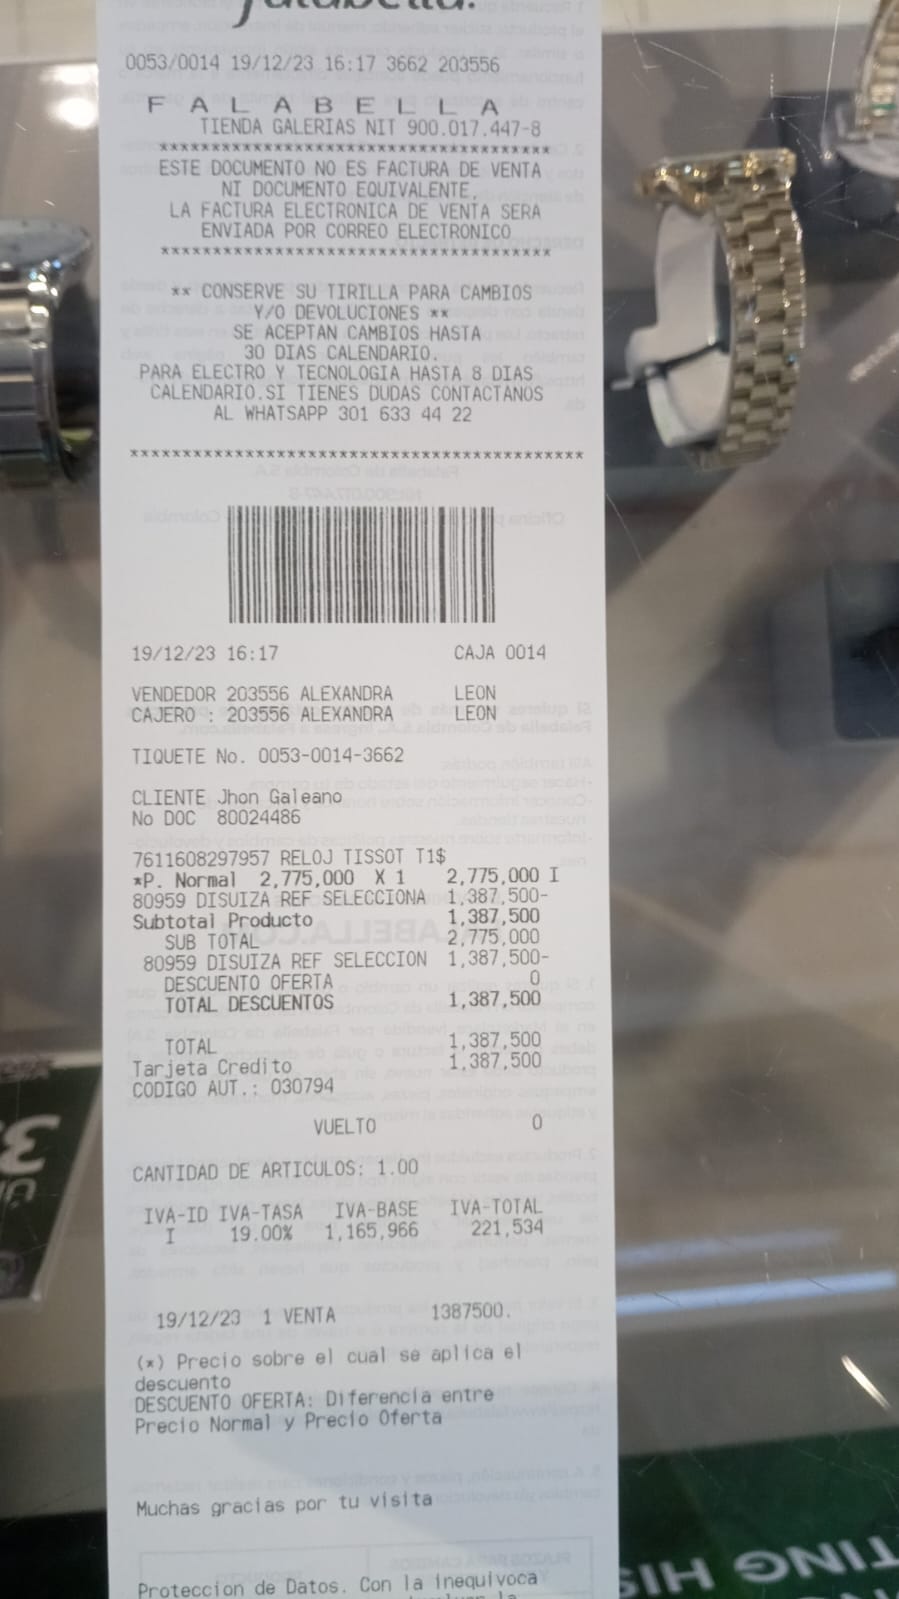 falabella.
0053/0014 19/12/23 16:17 3662 203556
F A L A B E L L A
TIENDA GALERIAS NIT 900.017.447-8
****************************************
ESTE DOCUMENTO NO ES FACTURA DE VENTA
NI DOCUMENTO EQUIVALENTE.
LA FACTURA ELECTRONICA DE VENTA SERA
ENVIADA POR CORREO ELECTRONICO
****************************************
** CONSERVE SU TIRILLA PARA CAMBIOS
Y/O DEVOLUCIONES **
SE ACEPTAN CAMBIOS HASTA
30 DIAS CALENDARIO.
PARA ELECTRO Y TECNOLOGIA HASTA 8 DIAS
CALENDARIO.SI TIENES DUDAS CONTACTANOS
AL WHATSAPP 301 633 44 22
********************************************
19/12/23 16:17 CAJA 0014
VENDEDOR 203556 ALEXANDRA LEON
CAJERO : 203556 ALEXANDRA LEON
TIQUETE No. 0053-0014-3662
CLIENTE Jhon Galeano
No DOC 80024486
7611608297957 RELOJ TISSOT T1$
*P. Normal 2,775,000 X 1 2,775,000 I
80959 DISUIZA REF SELECCIONA 1,387,500-
Subtotal Producto 1,387,500
SUB TOTAL 2,775,000
80959 DISUIZA REF SELECCION 1,387,500-
DESCUENTO OFERTA 0
TOTAL DESCUENTOS 1,387,500
TOTAL 1,387,500
Tarjeta Credito 1,387,500
CODIGO AUT.: 030794
VUELTO 0
CANTIDAD DE ARTICULOS: 1.00
IVA-ID IVA-TASA IVA-BASE IVA-TOTAL
I 19.00% 1,165,966 221,534
19/12/23 1 VENTA 1387500.
(*) Precio sobre el cual se aplica el
descuento
DESCUENTO OFERTA: Diferencia entre
Precio Normal y Precio Oferta
Muchas gracias por tu visita
Proteccion de Datos. Con la inequivoca